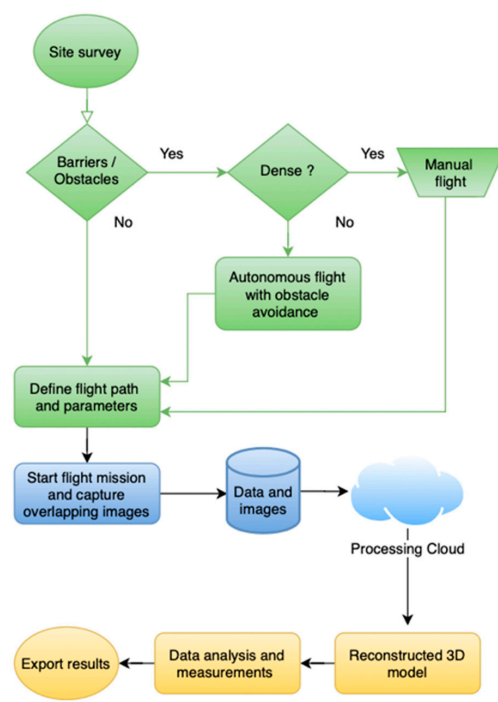 Site survey
Barriers /
Obstacles
Yes
Dense ?
Yes
Manual
flight
No
No
Autonomous flight
with obstacle
avoidance
Define flight path
and parameters
Start flight mission
and capture
overlapping images
Data and
images
Processing Cloud
Export results
Data analysis and
measurements
Reconstructed 3D
model